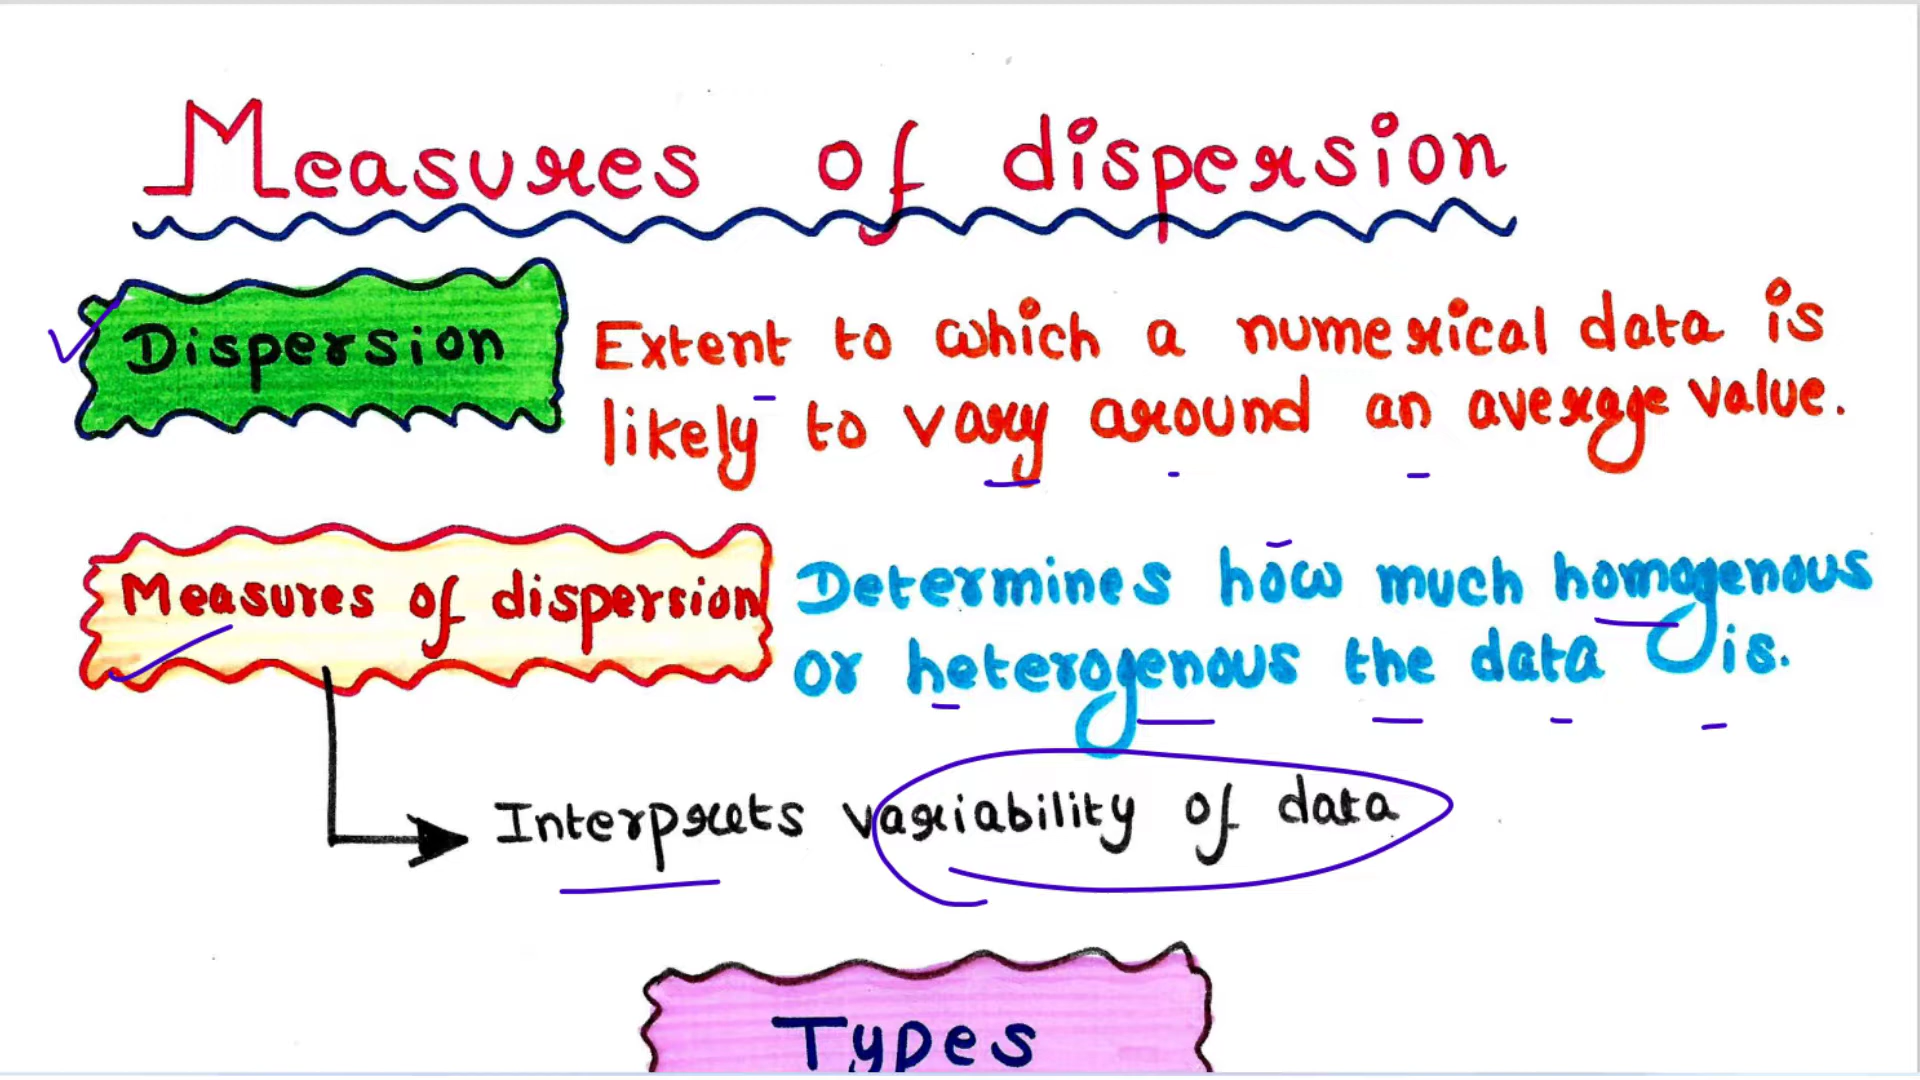 Measures of dispersion
Dispersion
Extent to which a numerical data is
likely to vary around an average value.
Measures of dispersion
Determines how much homogenous
or heterogenous the data is.
Interprets variability of data
Types